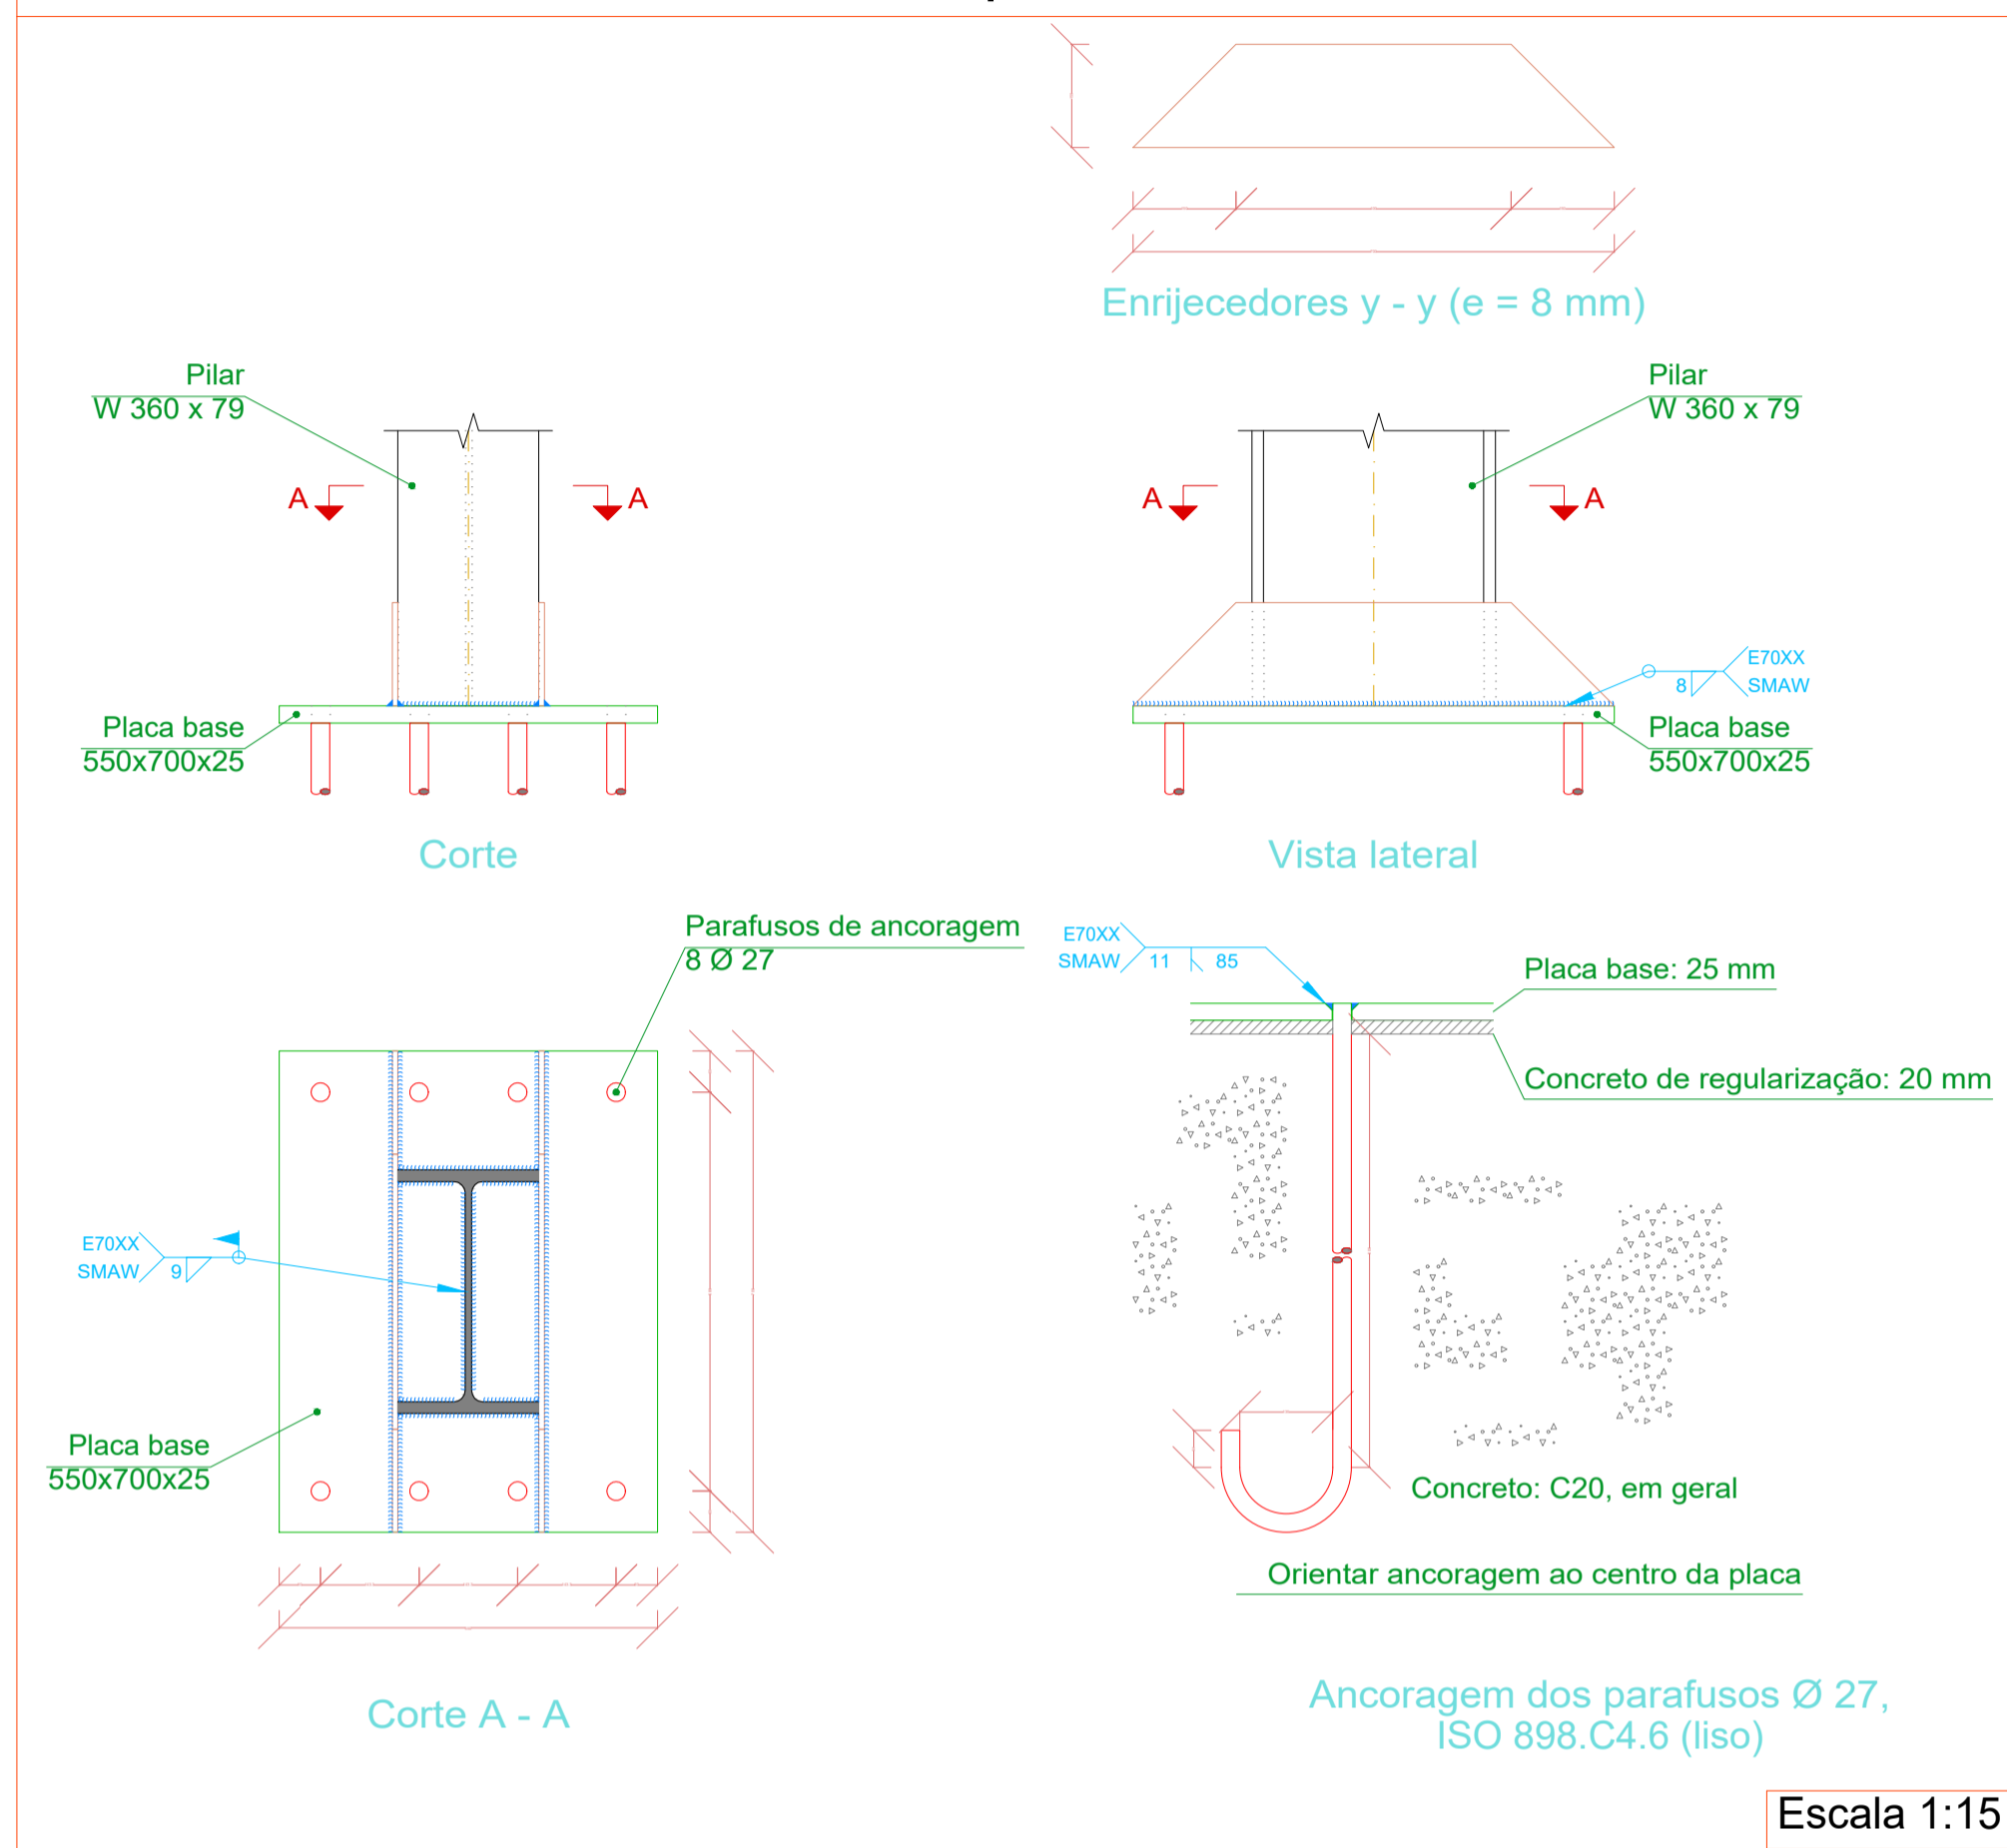 Enrijecedores y - y (e = 8 mm)
Pilar
W 360 x 79
A
A
Placa base
550x700x25
Corte
Pilar
W 360 x 79
A
A
E70XX
8
SMAW
Placa base
550x700x25
Vista lateral
Parafusos de ancoragem
8 Ø 27
E70XX
SMAW
9
Placa base
550x700x25
Corte A - A
E70XX
SMAW
11
85
Placa base: 25 mm
Concreto de regularização: 20 mm
Concreto: C20, em geral
Orientar ancoragem ao centro da placa
Ancoragem dos parafusos Ø 27,
ISO 898.C4.6 (liso)
Escala 1:15